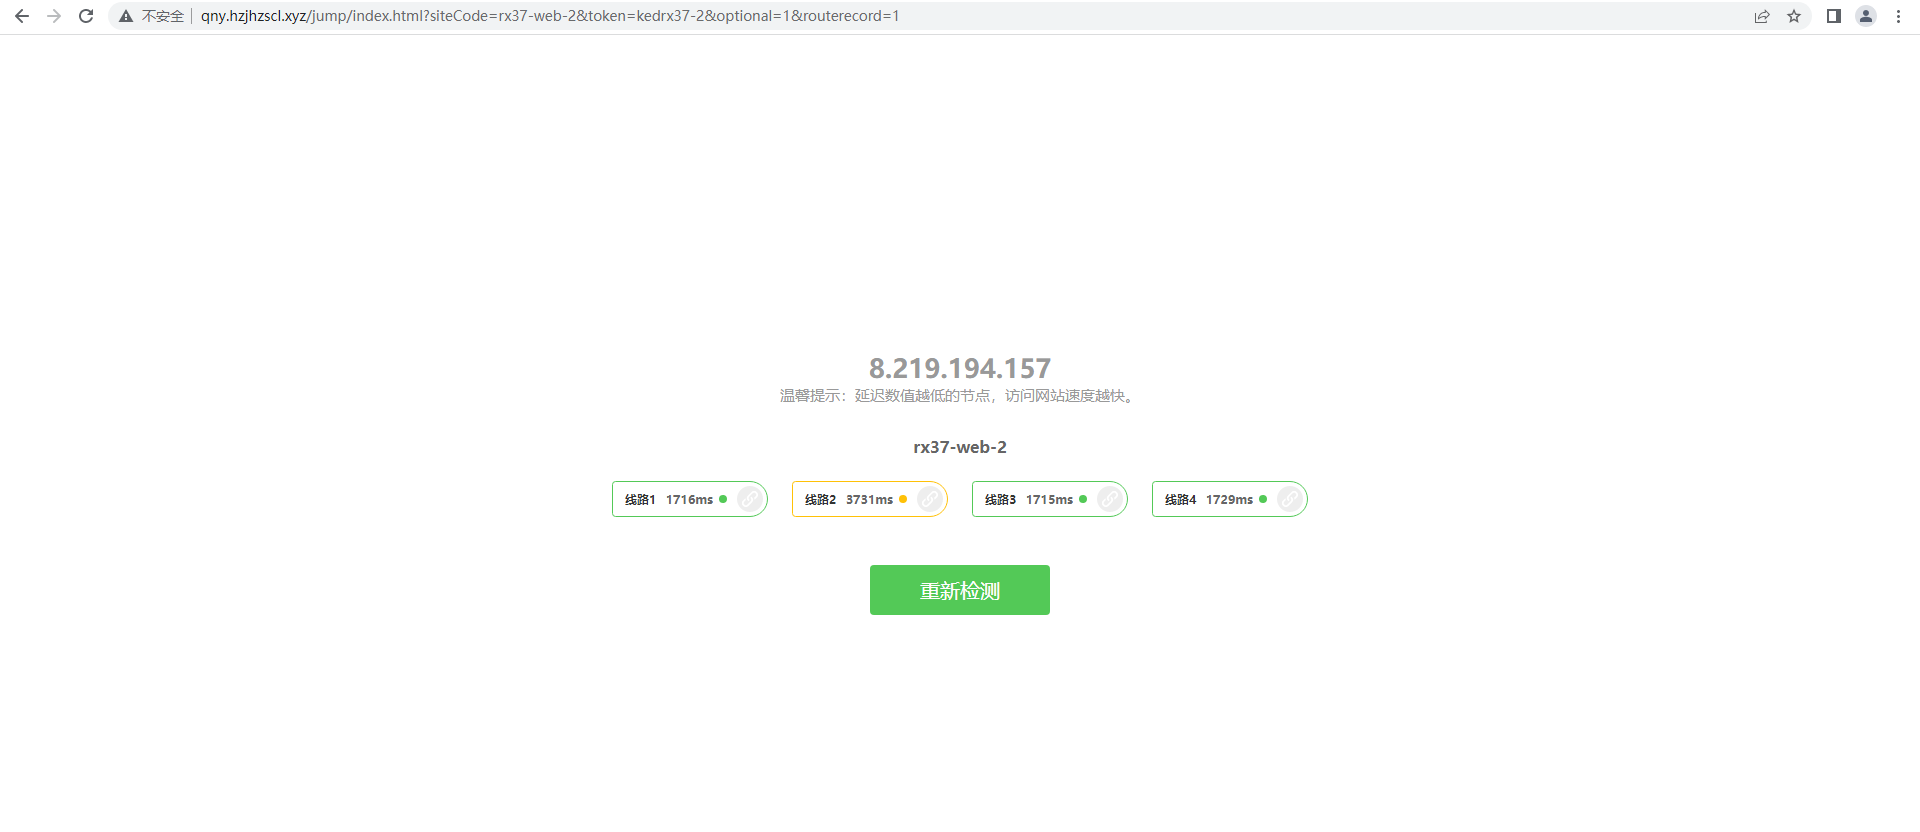 不安全 qny.hzjhzscl.xyz/jump/index.html?siteCode=rx37-web-2&token=kedrx37-2&optional=1&routerecord=1
8.219.194.157
温馨提示：延迟数值越低的节点，访问网站速度越快。
rx37-web-2
线路1 1716ms
线路2 3731ms
线路3 1715ms
线路4 1729ms
重新检测